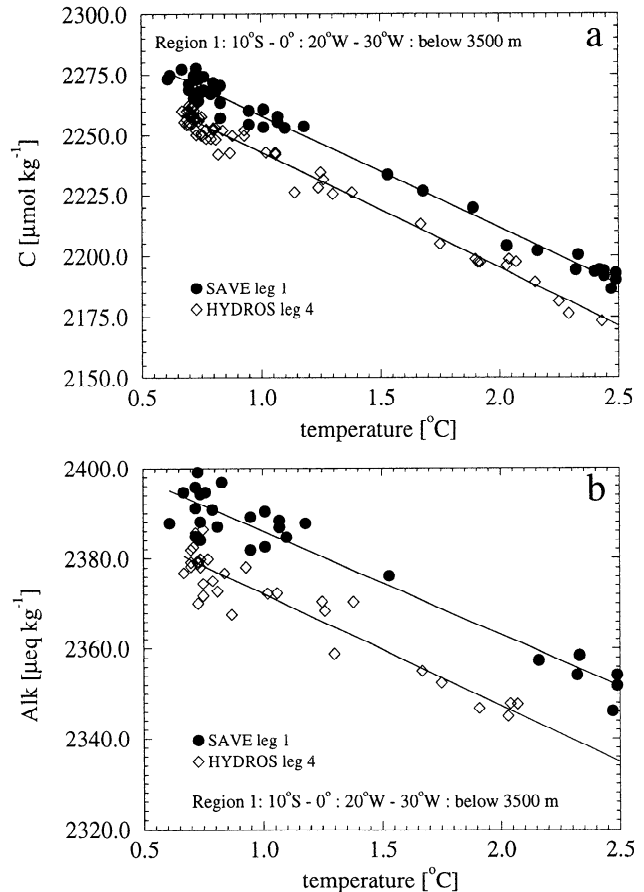 2300.0
Region 1: 10°S - 0° : 20°W - 30°W : below 3500 m
a
2275.0
2250.0
2225.0
C [μmol kg⁻¹]
2200.0
SAVE leg 1
HYDROS leg 4
2175.0
2150.0
0.5 1.0 1.5 2.0 2.5
temperature [°C]
2400.0
b
2380.0
2360.0
Alk [μeq kg⁻¹]
2340.0
SAVE leg 1
HYDROS leg 4
Region 1: 10°S - 0° : 20°W - 30°W : below 3500 m
2320.0
0.5 1.0 1.5 2.0 2.5
temperature [°C]